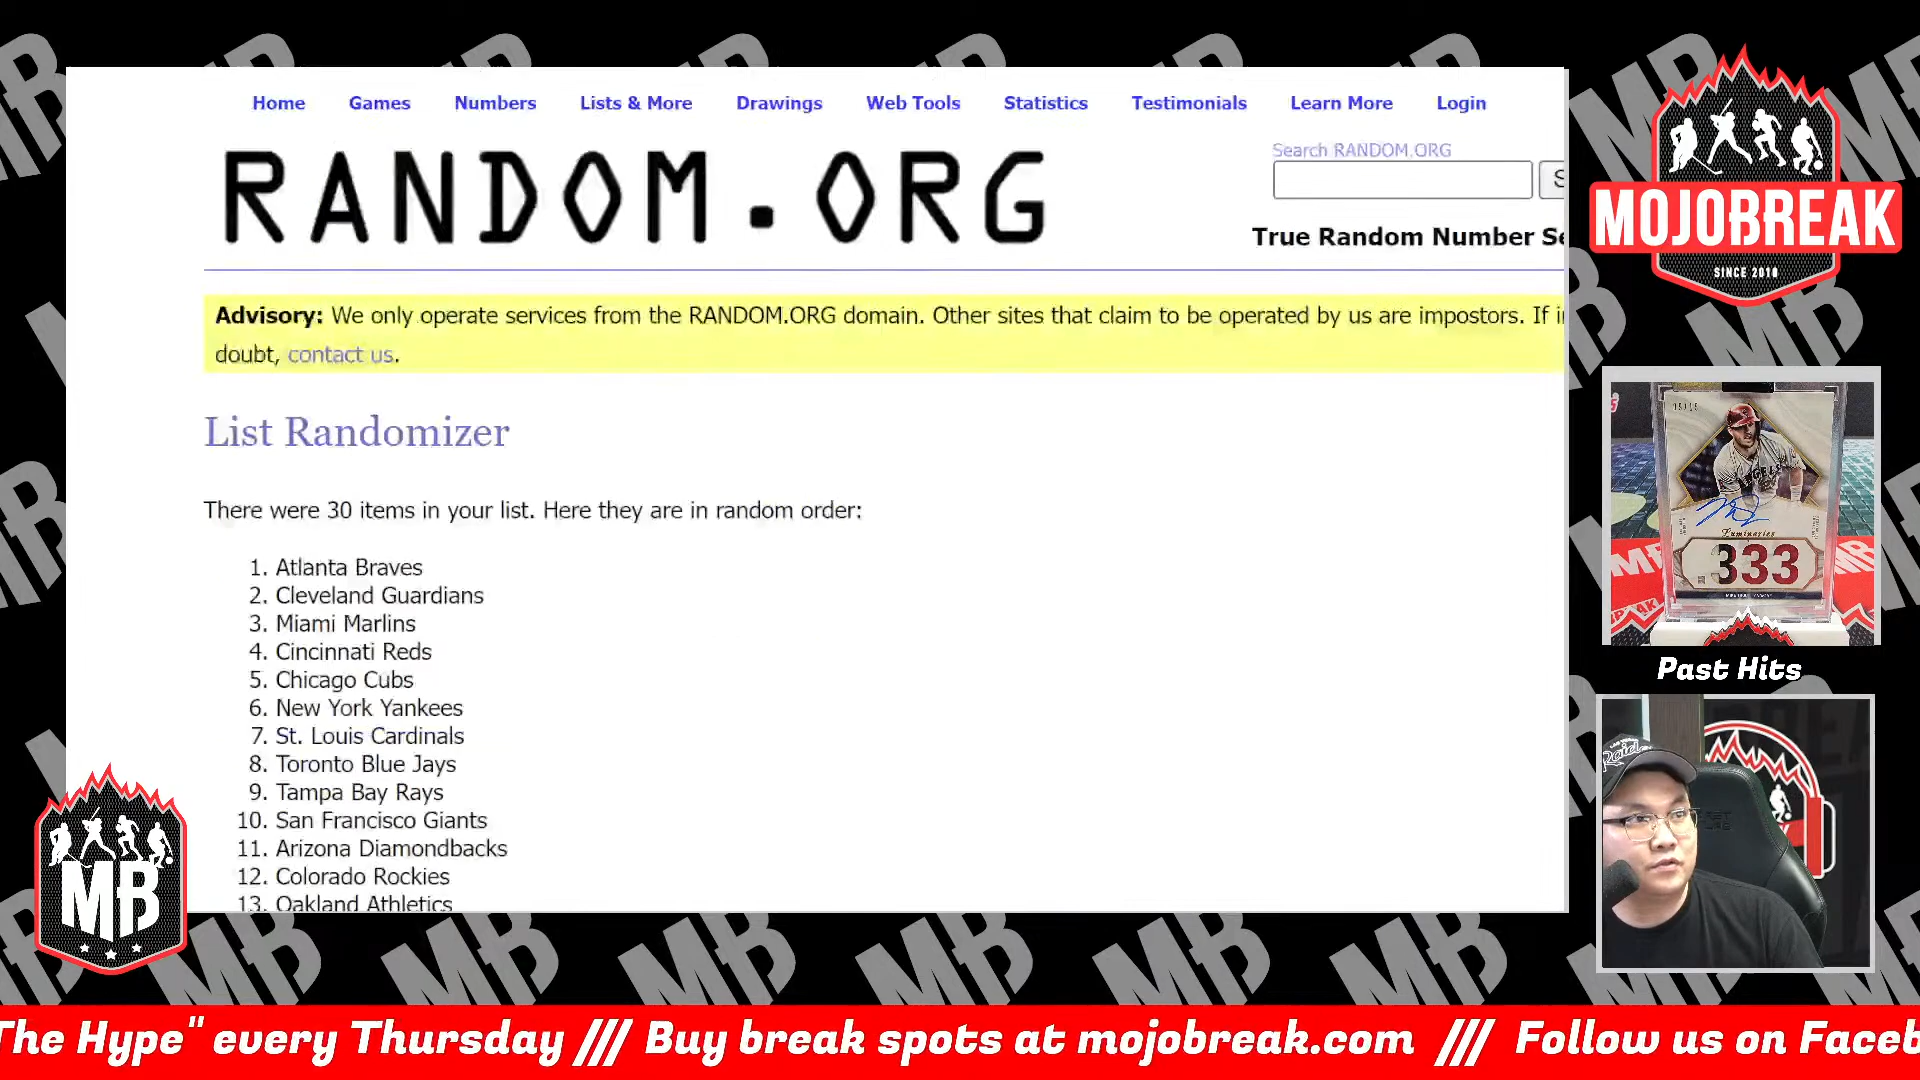 Home Games Numbers Lists & More Drawings Web Tools Statistics Testimonials Learn More Login
RANDOM.ORG
Search RANDOM.ORG
True Random Number Se
Advisory: We only operate services from the RANDOM.ORG domain. Other sites that claim to be operated by us are impostors. If in
doubt, contact us.
List Randomizer
There were 30 items in your list. Here they are in random order:
1. Atlanta Braves
2. Cleveland Guardians
3. Miami Marlins
4. Cincinnati Reds
5. Chicago Cubs
6. New York Yankees
7. St. Louis Cardinals
8. Toronto Blue Jays
9. Tampa Bay Rays
10. San Francisco Giants
11. Arizona Diamondbacks
12. Colorado Rockies
13. Oakland Athletics
MOJOBREAK
SINCE 2010
ANGELS
Luminaries
333
Past Hits
Raiders
MB
The Hype" every Thursday /// Buy break spots at mojobreak.com /// Follow us on Faceb